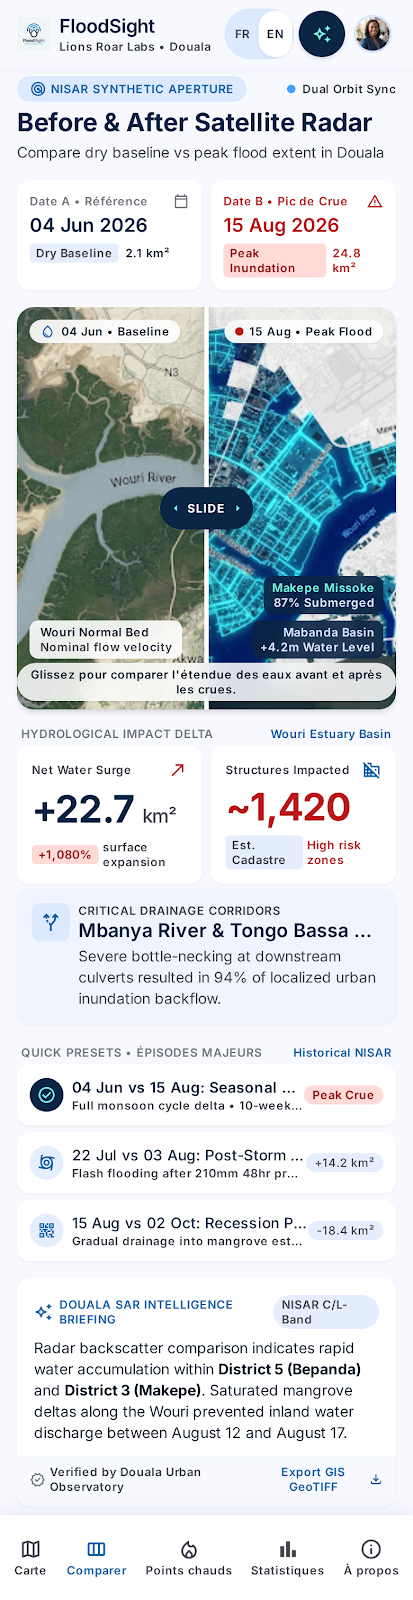 FloodSight
FloodSight
Lions Roar Labs • Douala
FR
EN
NISAR SYNTHETIC APERTURE
Dual Orbit Sync
Before & After Satellite Radar
Compare dry baseline vs peak flood extent in Douala
Date A • Référence
04 Jun 2026
Dry Baseline
2.1 km²
Date B • Pic de Crue
15 Aug 2026
Peak
Inundation
24.8
km²
04 Jun • Baseline
15 Aug • Peak Flood
N3
Wouri River
SLIDE
Wouri River
Makepe Missoke
87% Submerged
Wouri Normal Bed
Nominal flow velocity
Mabanda Basin
+4.2m Water Level
Glissez pour comparer l'étendue des eaux avant et après
les crues.
HYDROLOGICAL IMPACT DELTA
Wouri Estuary Basin
Net Water Surge
+22.7 km²
+1,080%
surface
expansion
Structures Impacted
~1,420
Est.
Cadastre
High risk
zones
CRITICAL DRAINAGE CORRIDORS
Mbanya River & Tongo Bassa ...
Severe bottle-necking at downstream
culverts resulted in 94% of localized urban
inundation backflow.
QUICK PRESETS • ÉPISODES MAJEURS
Historical NISAR
04 Jun vs 15 Aug: Seasonal ...
Full monsoon cycle delta • 10-week...
Peak Crue
22 Jul vs 03 Aug: Post-Storm ...
Flash flooding after 210mm 48hr pr...
+14.2 km²
15 Aug vs 02 Oct: Recession P...
Gradual drainage into mangrove est...
-18.4 km²
DOUALA SAR INTELLIGENCE
BRIEFING
NISAR C/L-
Band
Radar backscatter comparison indicates rapid
water accumulation within District 5 (Bepanda)
and District 3 (Makepe). Saturated mangrove
deltas along the Wouri prevented inland water
discharge between August 12 and August 17.
Verified by Douala Urban
Observatory
Export GIS
GeoTIFF
Carte
Comparer
Points chauds
Statistiques
À propos